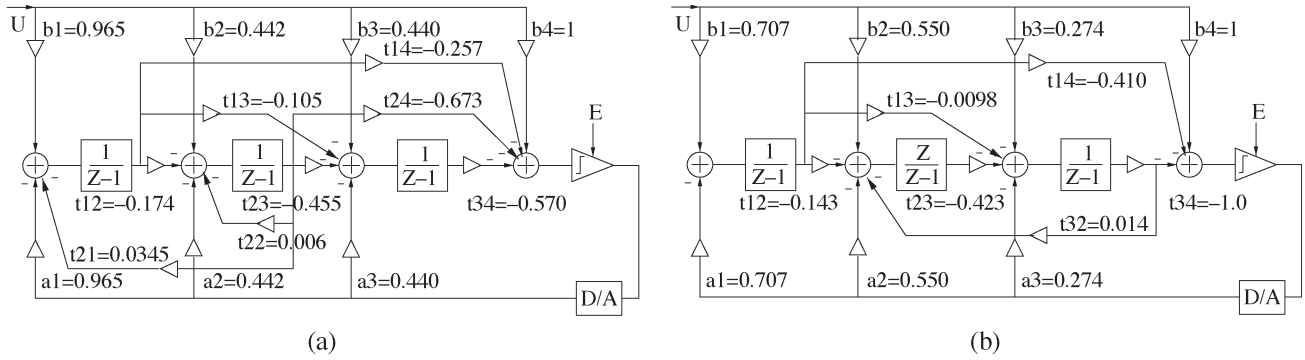 U
b1=0.965
b2=0.442
b3=0.440
b4=1
t14=−0.257
t13=−0.105
t24=−0.673
E
1
Z−1
1
Z−1
1
Z−1
t12=−0.174
t23=−0.455
t34=−0.570
t22=0.006
t21=0.0345
a1=0.965
a2=0.442
a3=0.440
D/A
(a)
U
b1=0.707
b2=0.550
b3=0.274
b4=1
t14=−0.410
t13=−0.0098
E
1
Z−1
Z
Z−1
1
Z−1
t12=−0.143
t23=−0.423
t34=−1.0
t32=0.014
a1=0.707
a2=0.550
a3=0.274
D/A
(b)